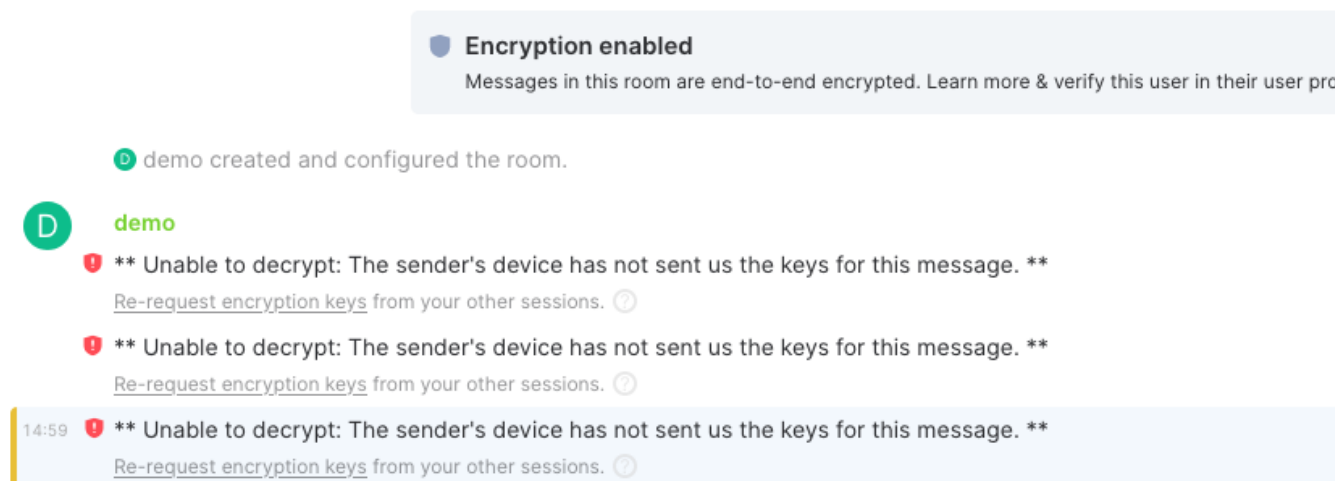 Encryption enabled
Messages in this room are end-to-end encrypted. Learn more & verify this user in their user
D demo created and configured the room.
D
demo
** Unable to decrypt: The sender's device has not sent us the keys for this message. **
Re-request encryption keys from your other sessions. ?
** Unable to decrypt: The sender's device has not sent us the keys for this message. **
Re-request encryption keys from your other sessions. ?
14:59 ** Unable to decrypt: The sender's device has not sent us the keys for this message. **
Re-request encryption keys from your other sessions. ?